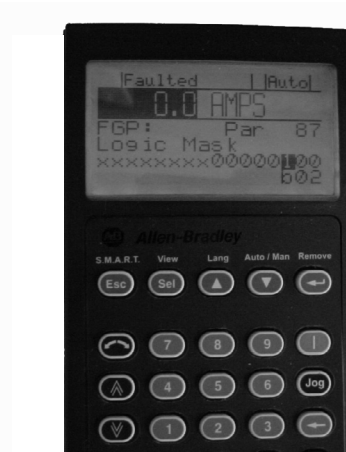 Faulted Auto
0.0 AMPS
FGP: Par 87
Logic Mask
xxxxxxxx00000100
b02
AB Allen-Bradley
S.M.A.R.T. View Lang Auto / Man Remove
Esc Sel
7 8 9
4 5 6 Jog
1 2 3